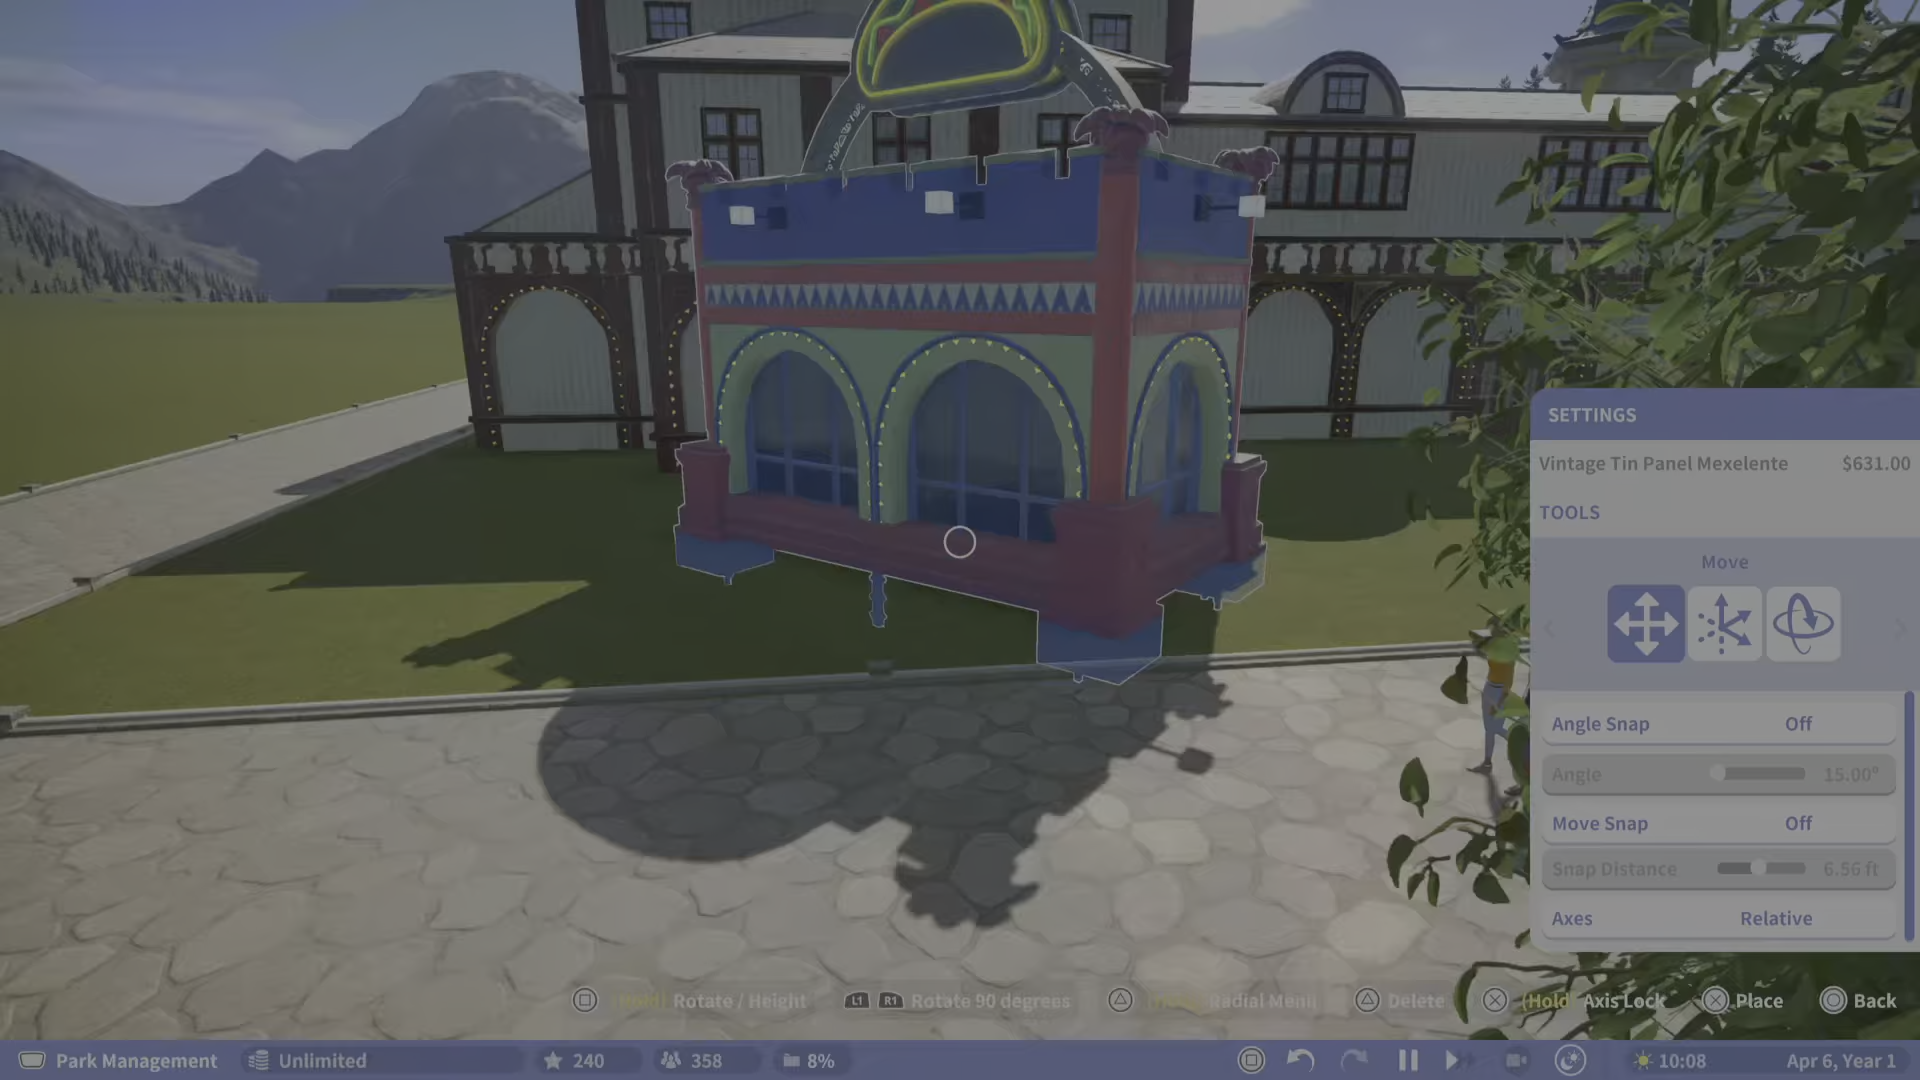 SETTINGS
Vintage Tin Panel Mexelente $631.00
TOOLS
Move
Angle Snap Off
Angle 15.00°
Move Snap Off
Snap Distance 6.56 ft
Axes Relative
(Hold) Rotate / Height L1 R1 Rotate 90 degrees Radial Menu Delete (Hold) Axis Lock Place Back
Park Management Unlimited 240 358 8% 10:08 Apr 6, Year 1